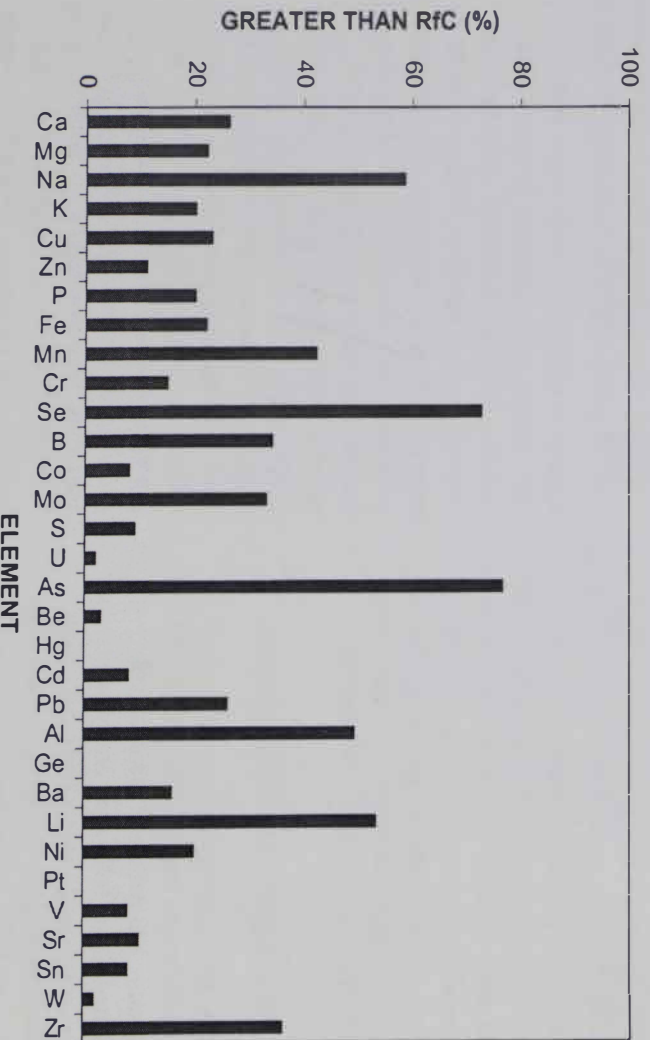 GREATER THAN RfC (%)
0
20
40
60
80
100
Ca
Mg
Na
K
Cu
Zn
P
Fe
Mn
Cr
Se
B
Co
Mo
S
U
As
Be
Hg
Cd
Pb
Al
Ge
Ba
Li
Ni
Pt
V
Sr
Sn
W
Zr
ELEMENT